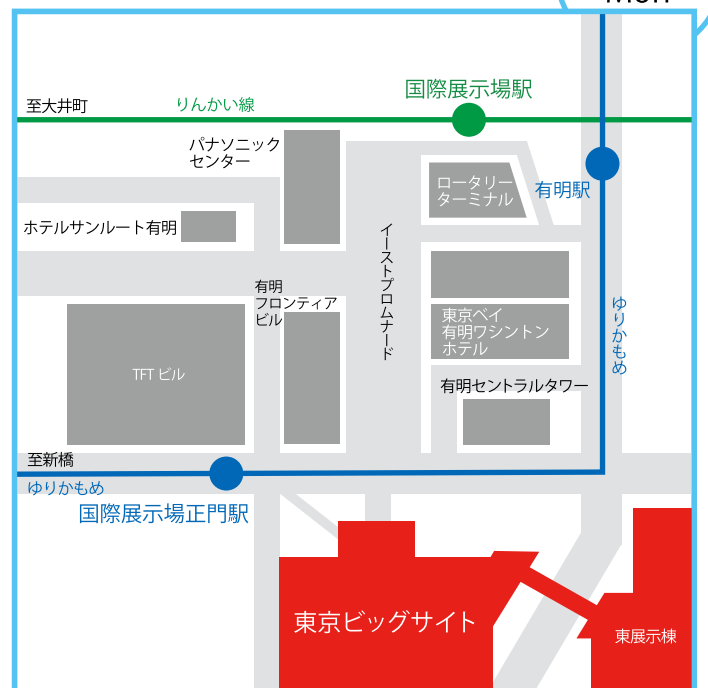 国際展示場駅
至大井町
りんかい線
パナソニック
センター
ロータリー
ターミナル
有明駅
ホテルサンルート有明
イーストプロムナード
有明
フロンティア
ビル
東京ベイ
有明ワシントン
ホテル
ゆりかもめ
TFT ビル
有明セントラルタワー
至新橋
ゆりかもめ
国際展示場正門駅
東京ビッグサイト
東展示棟